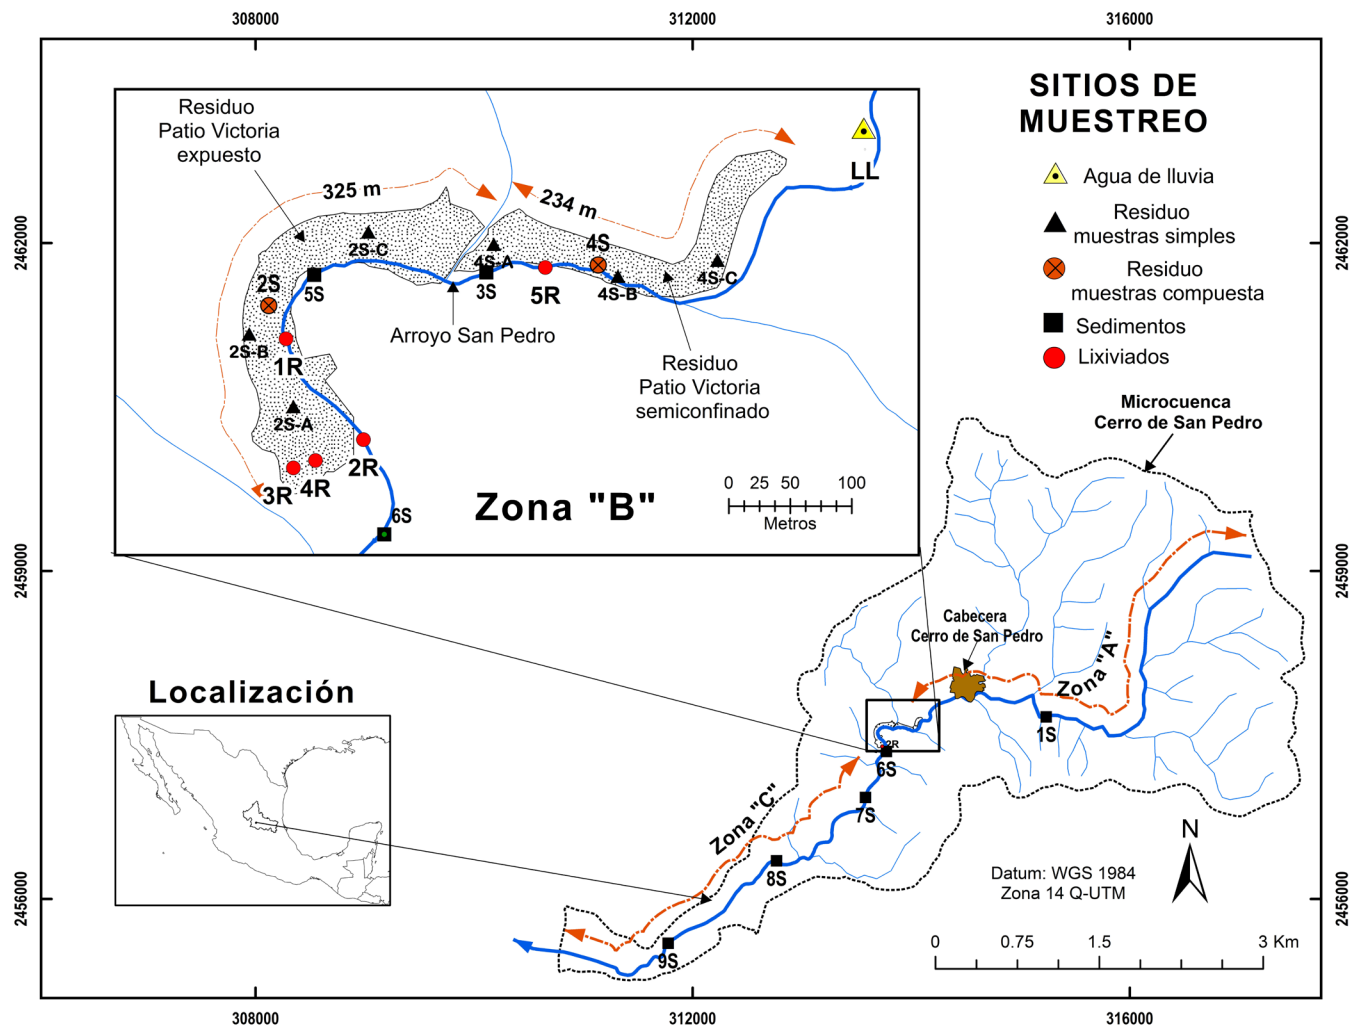 308000
312000
316000
2462000
2459000
2456000
2462000
2459000
2456000
308000
312000
316000
SITIOS DE
MUESTREO
Agua de lluvia
Residuo
muestras simples
Residuo
muestras compuesta
Sedimentos
Lixiviados
Residuo
Patio Victoria
expuesto
325 m
234 m
LL
2S-C
4S-A
4S
4S-C
2S
5S
3S
5R
4S-B
2S-B
1R
Arroyo San Pedro
Residuo
Patio Victoria
semiconfinado
2S-A
2R
3R
4R
6S
Zona "B"
0 25 50 100
Metros
Microcuenca
Cerro de San Pedro
Cabecera
Cerro de San Pedro
Zona "A"
1S
2R
6S
7S
Zona "C"
8S
9S
Localización
N
Datum: WGS 1984
Zona 14 Q-UTM
0 0.75 1.5 3 Km